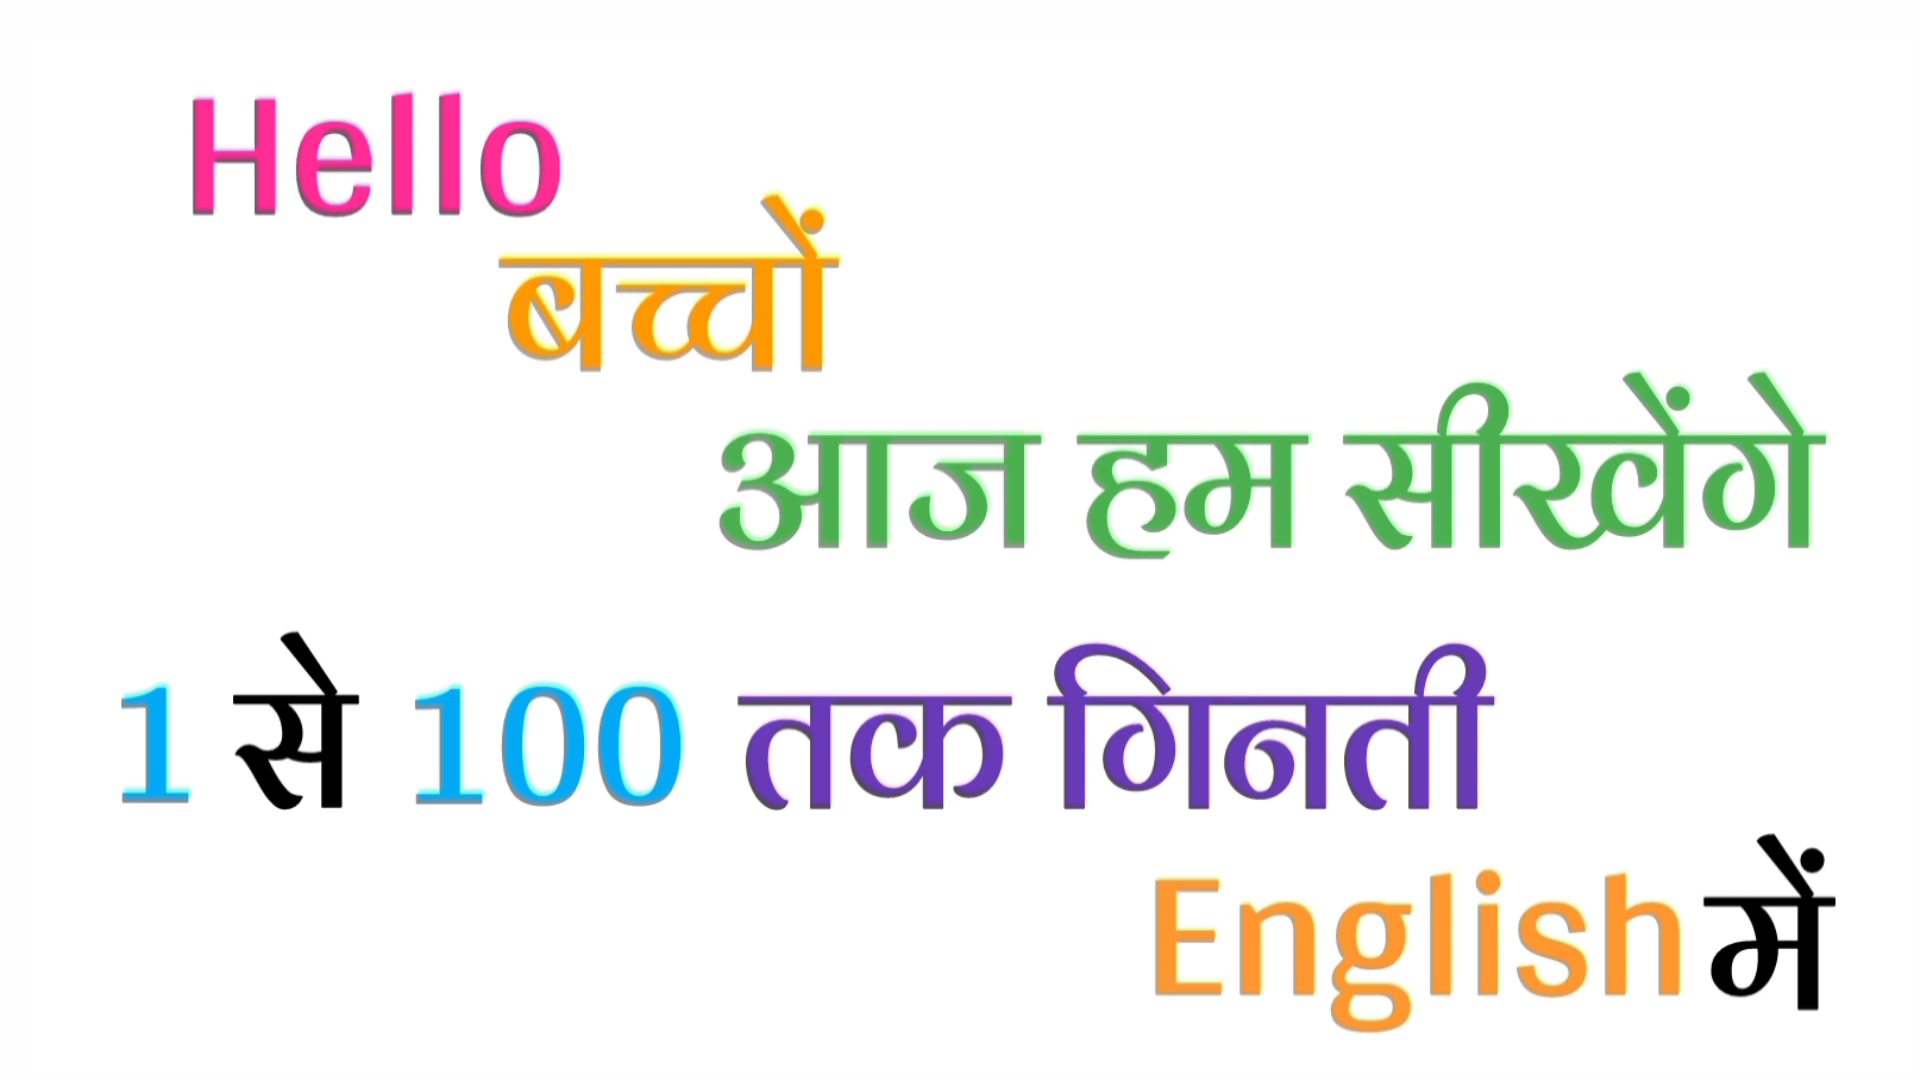 Hello
बच्चों
आज हम सीखेंगे
1 से 100 तक गिनती
English में